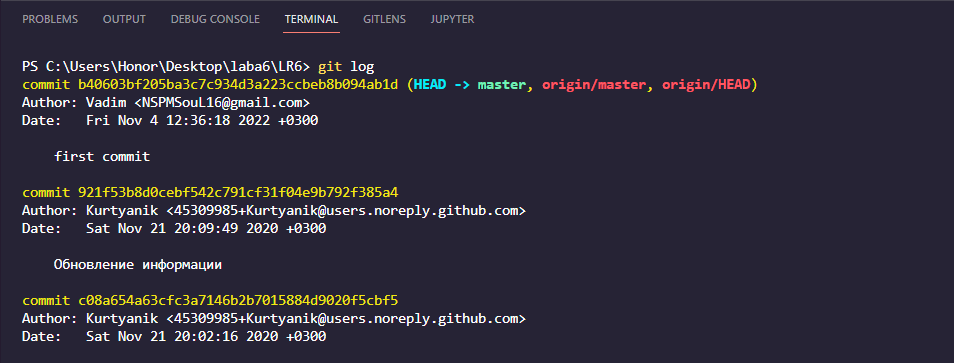 PROBLEMS OUTPUT DEBUG CONSOLE TERMINAL GITLENS JUPYTER
PS C:\Users\Honor\Desktop\laba6\LR6> git log
commit b40603bf205ba3c7c934d3a223ccbeb8b094ab1d (HEAD -> master, origin/master, origin/HEAD)
Author: Vadim <NSPMSouL16@gmail.com>
Date:   Fri Nov 4 12:36:18 2022 +0300
first commit
commit 921f53b8d0cebf542c791cf31f04e9b792f385a4
Author: Kurtyanik <45309985+Kurtyanik@users.noreply.github.com>
Date:   Sat Nov 21 20:09:49 2020 +0300
Обновление информации
commit c08a654a63cfc3a7146b2b7015884d9020f5cbf5
Author: Kurtyanik <45309985+Kurtyanik@users.noreply.github.com>
Date:   Sat Nov 21 20:02:16 2020 +0300